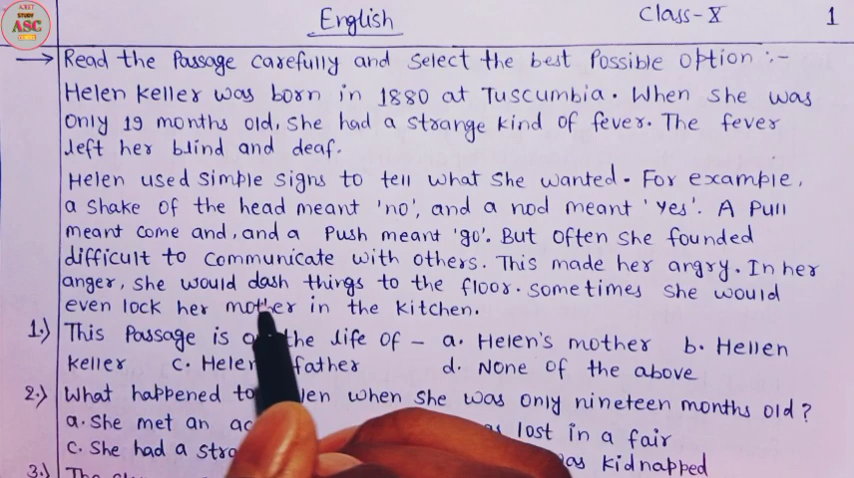 AJIT
STUDY
ASC
English
Class-X
1
→ Read the Passage carefully and select the best Possible Option :-
Helen Keller was born in 1880 at Tuscumbia. When she was
only 19 months old, she had a strange kind of fever. The fever
left her blind and deaf.
Helen used simple signs to tell what she wanted. For example,
a shake of the head meant 'no', and a nod meant 'yes'. A Pull
meant come and, and a Push meant 'go'. But often she founded
difficult to communicate with others. This made her angry. In her
anger, she would dash things to the floor. Sometimes she would
even lock her mother in the kitchen.
1.) This Passage is the life of - a. Helen's mother b. Hellen
Keller c. Helen father d. None of the above
2.) What happened to when she was only nineteen months old?
a. She met an lost in a fair
c. She had a was kidnapped
3.) The